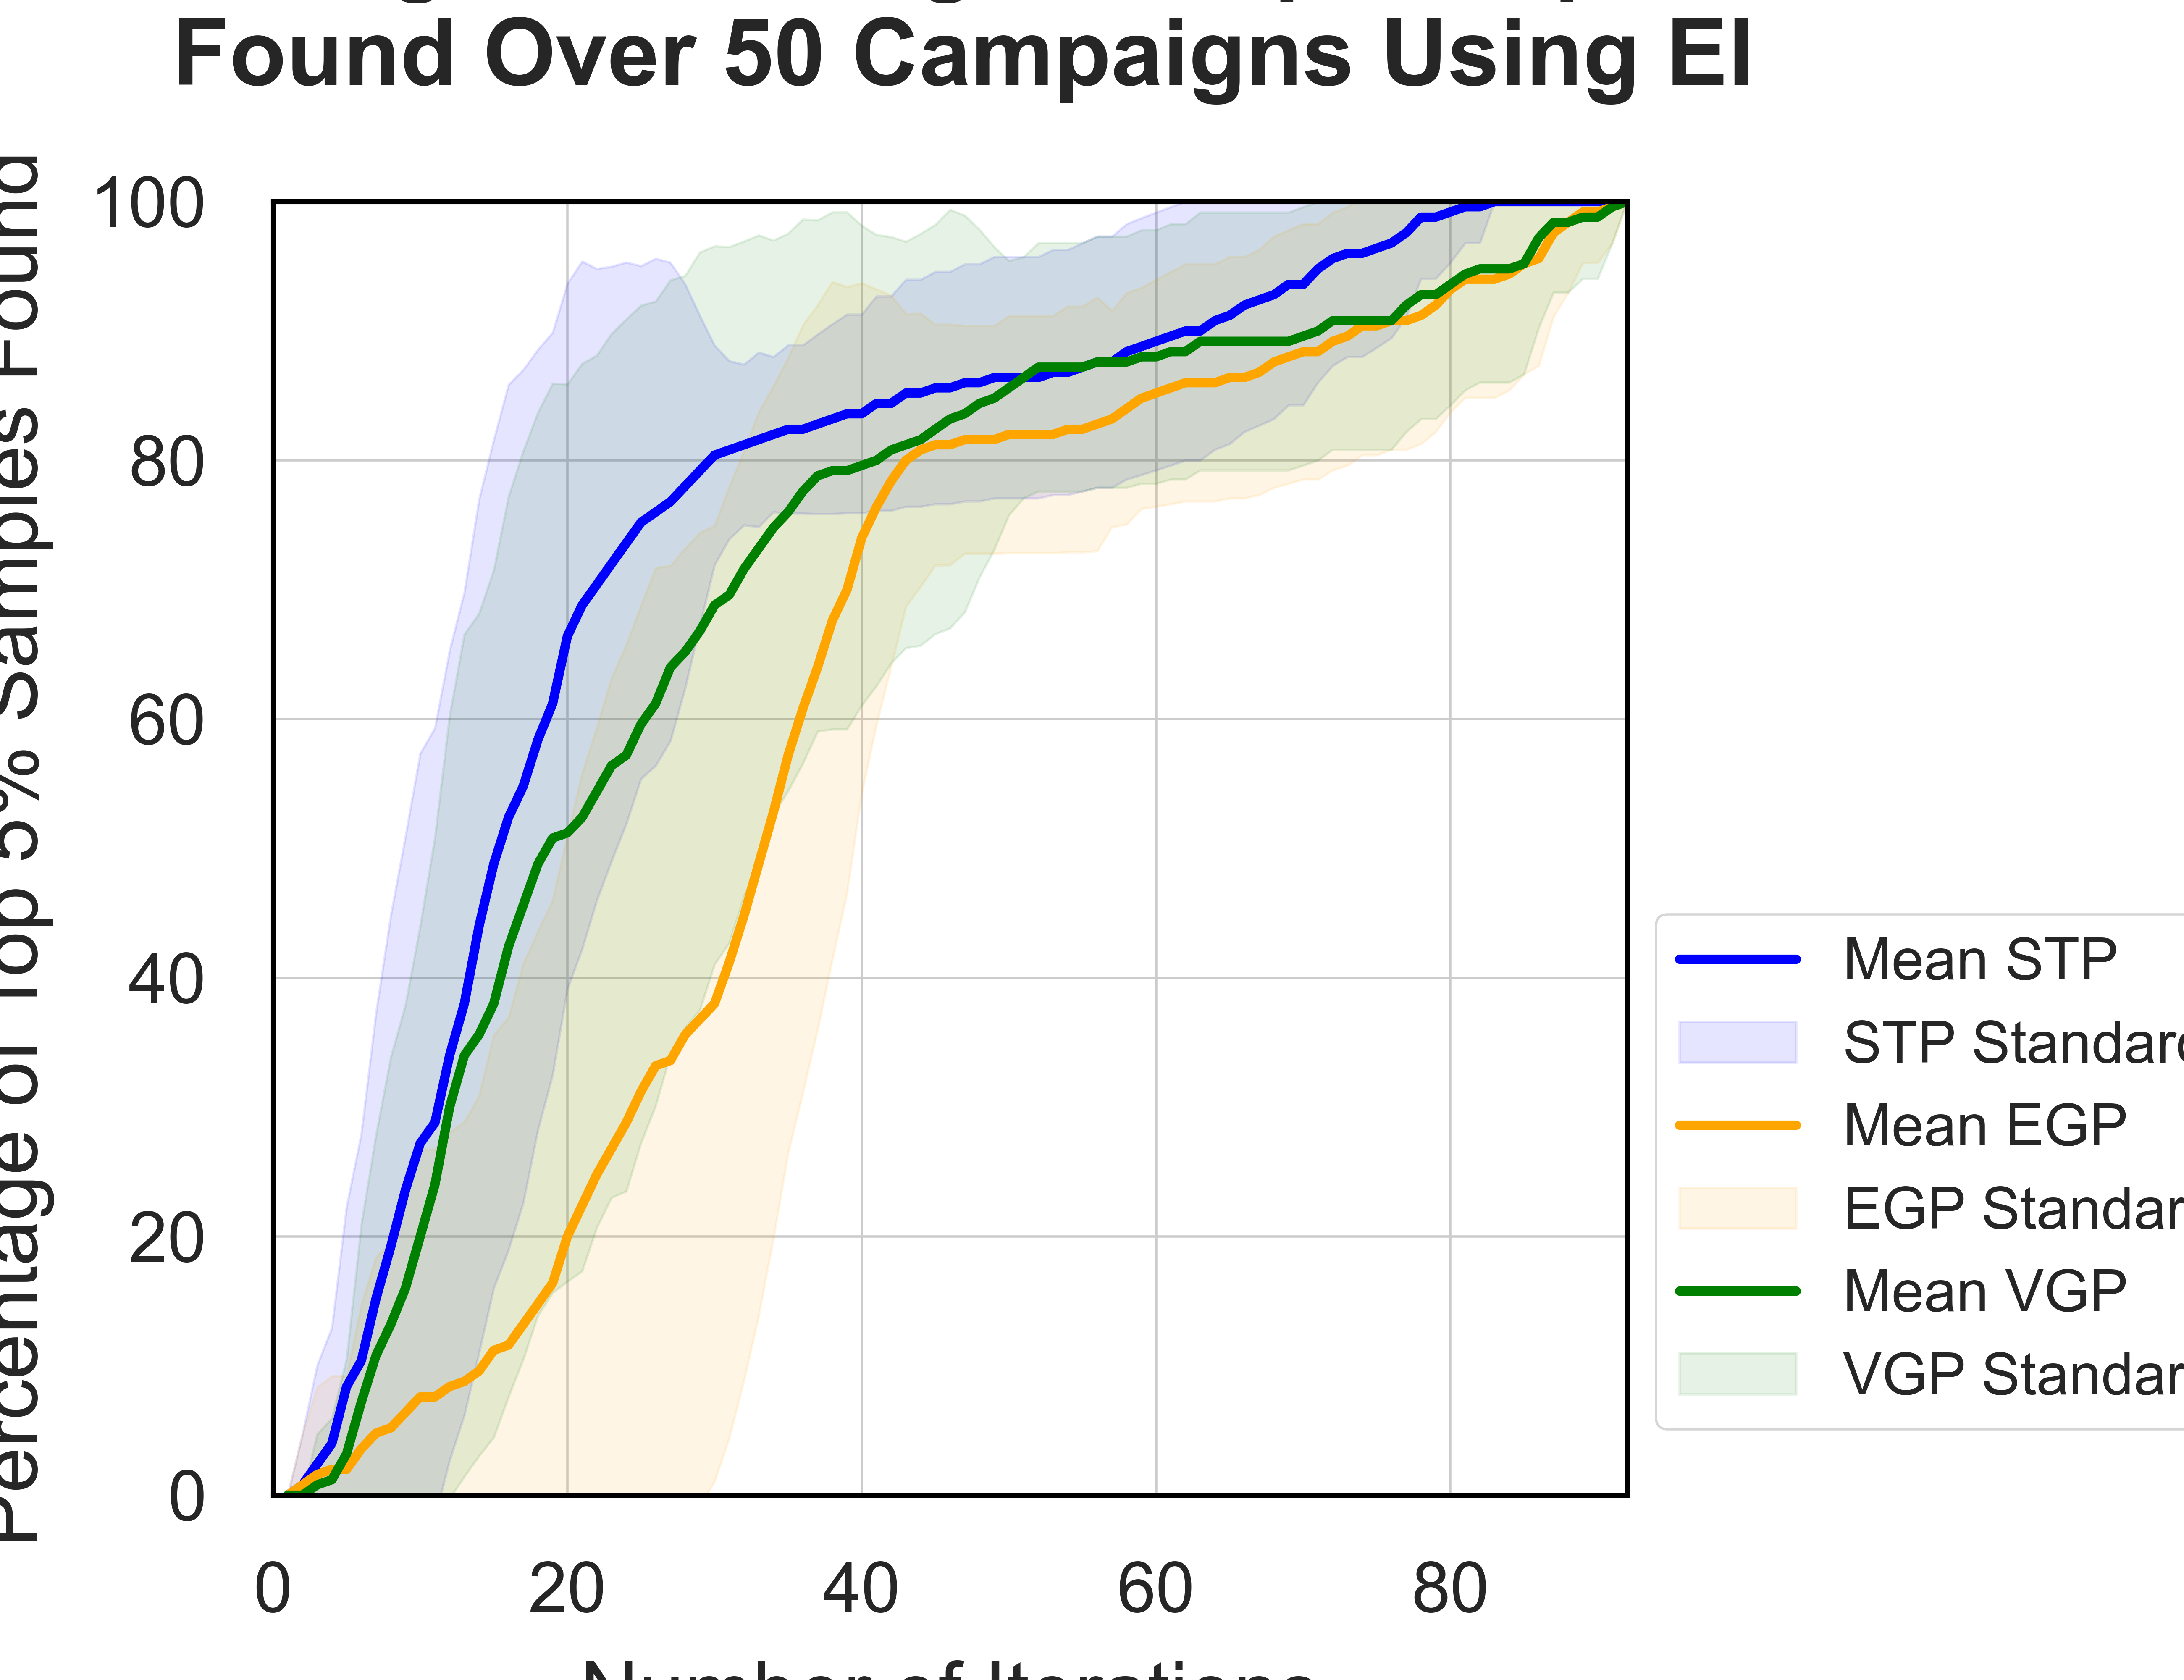 Found Over 50 Campaigns Using EI
Percentage of Top 5% Samples Found
100
80
60
40
20
0
0 20 40 60 80
Number of Iterations
Mean STP
STP Standard
Mean EGP
EGP Standar
Mean VGP
VGP Standar